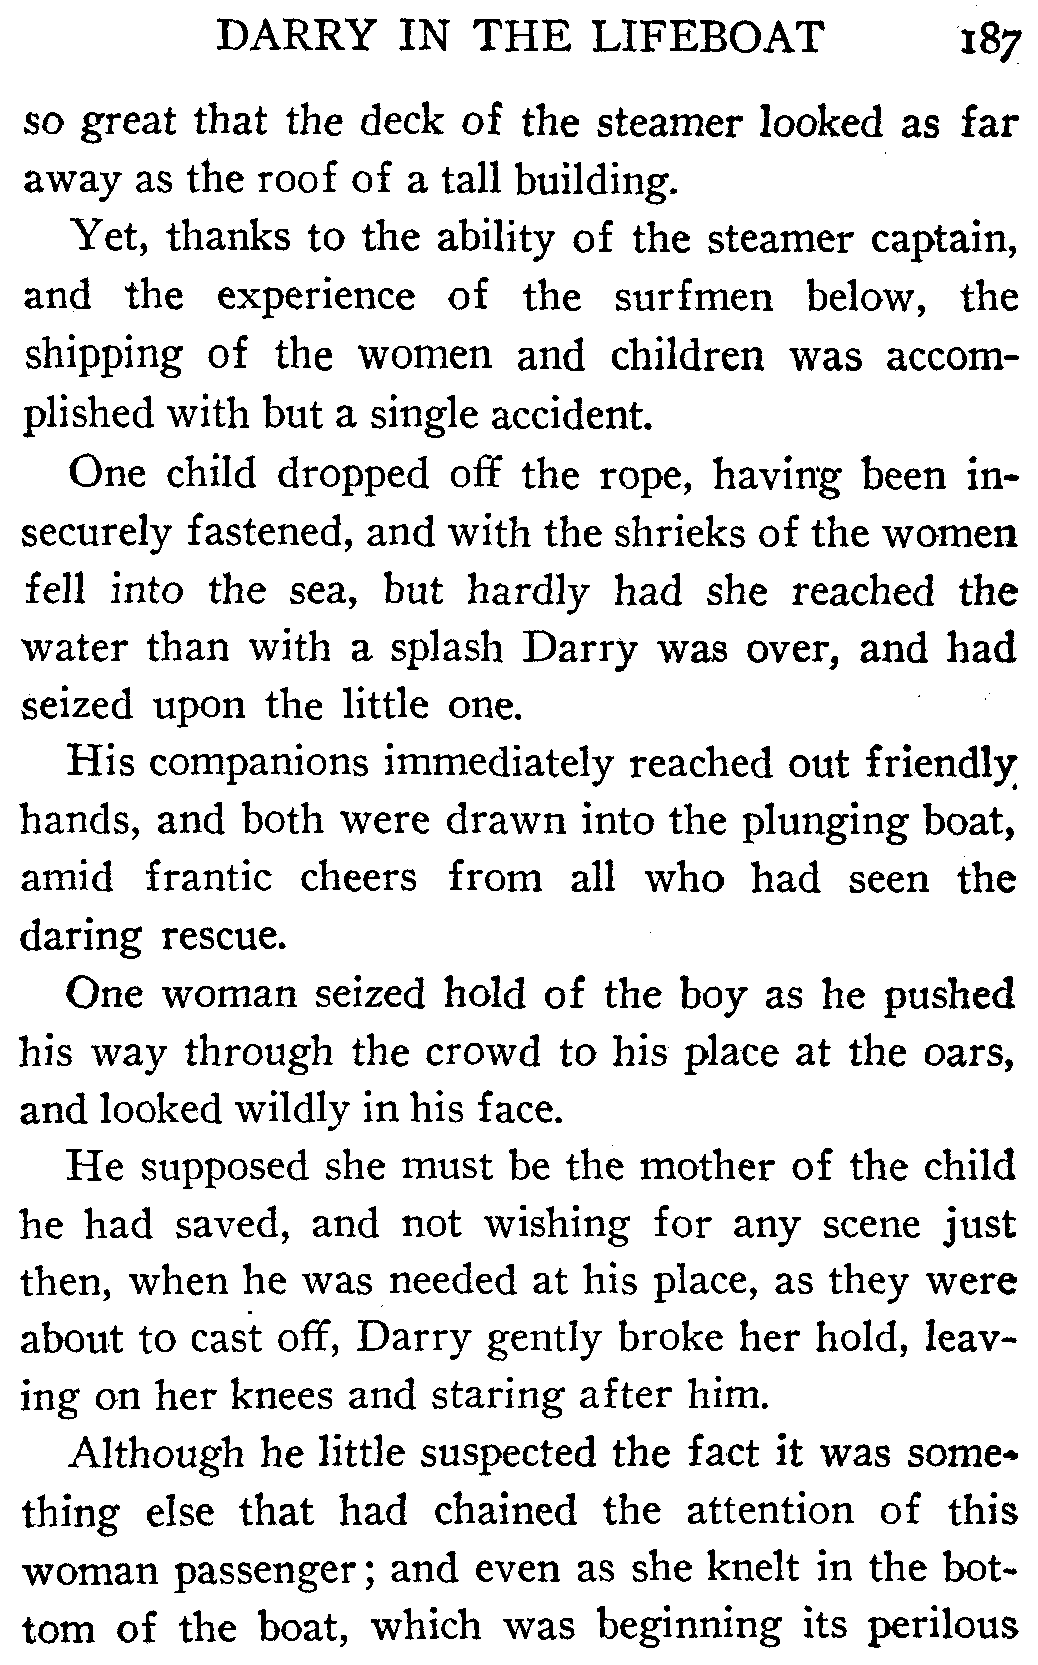 DARRY IN THE LIFEBOAT 187
so great that the deck of the steamer looked as far
away as the roof of a tall building.
Yet, thanks to the ability of the steamer captain,
and the experience of the surfmen below, the
shipping of the women and children was accom-
plished with but a single accident.
One child dropped off the rope, having been in-
securely fastened, and with the shrieks of the women
fell into the sea, but hardly had she reached the
water than with a splash Darry was over, and had
seized upon the little one.
His companions immediately reached out friendly
hands, and both were drawn into the plunging boat,
amid frantic cheers from all who had seen the
daring rescue.
One woman seized hold of the boy as he pushed
his way through the crowd to his place at the oars,
and looked wildly in his face.
He supposed she must be the mother of the child
he had saved, and not wishing for any scene just
then, when he was needed at his place, as they were
about to cast off, Darry gently broke her hold, leav-
ing on her knees and staring after him.
Although he little suspected the fact it was some-
thing else that had chained the attention of this
woman passenger; and even as she knelt in the bot-
tom of the boat, which was beginning its perilous